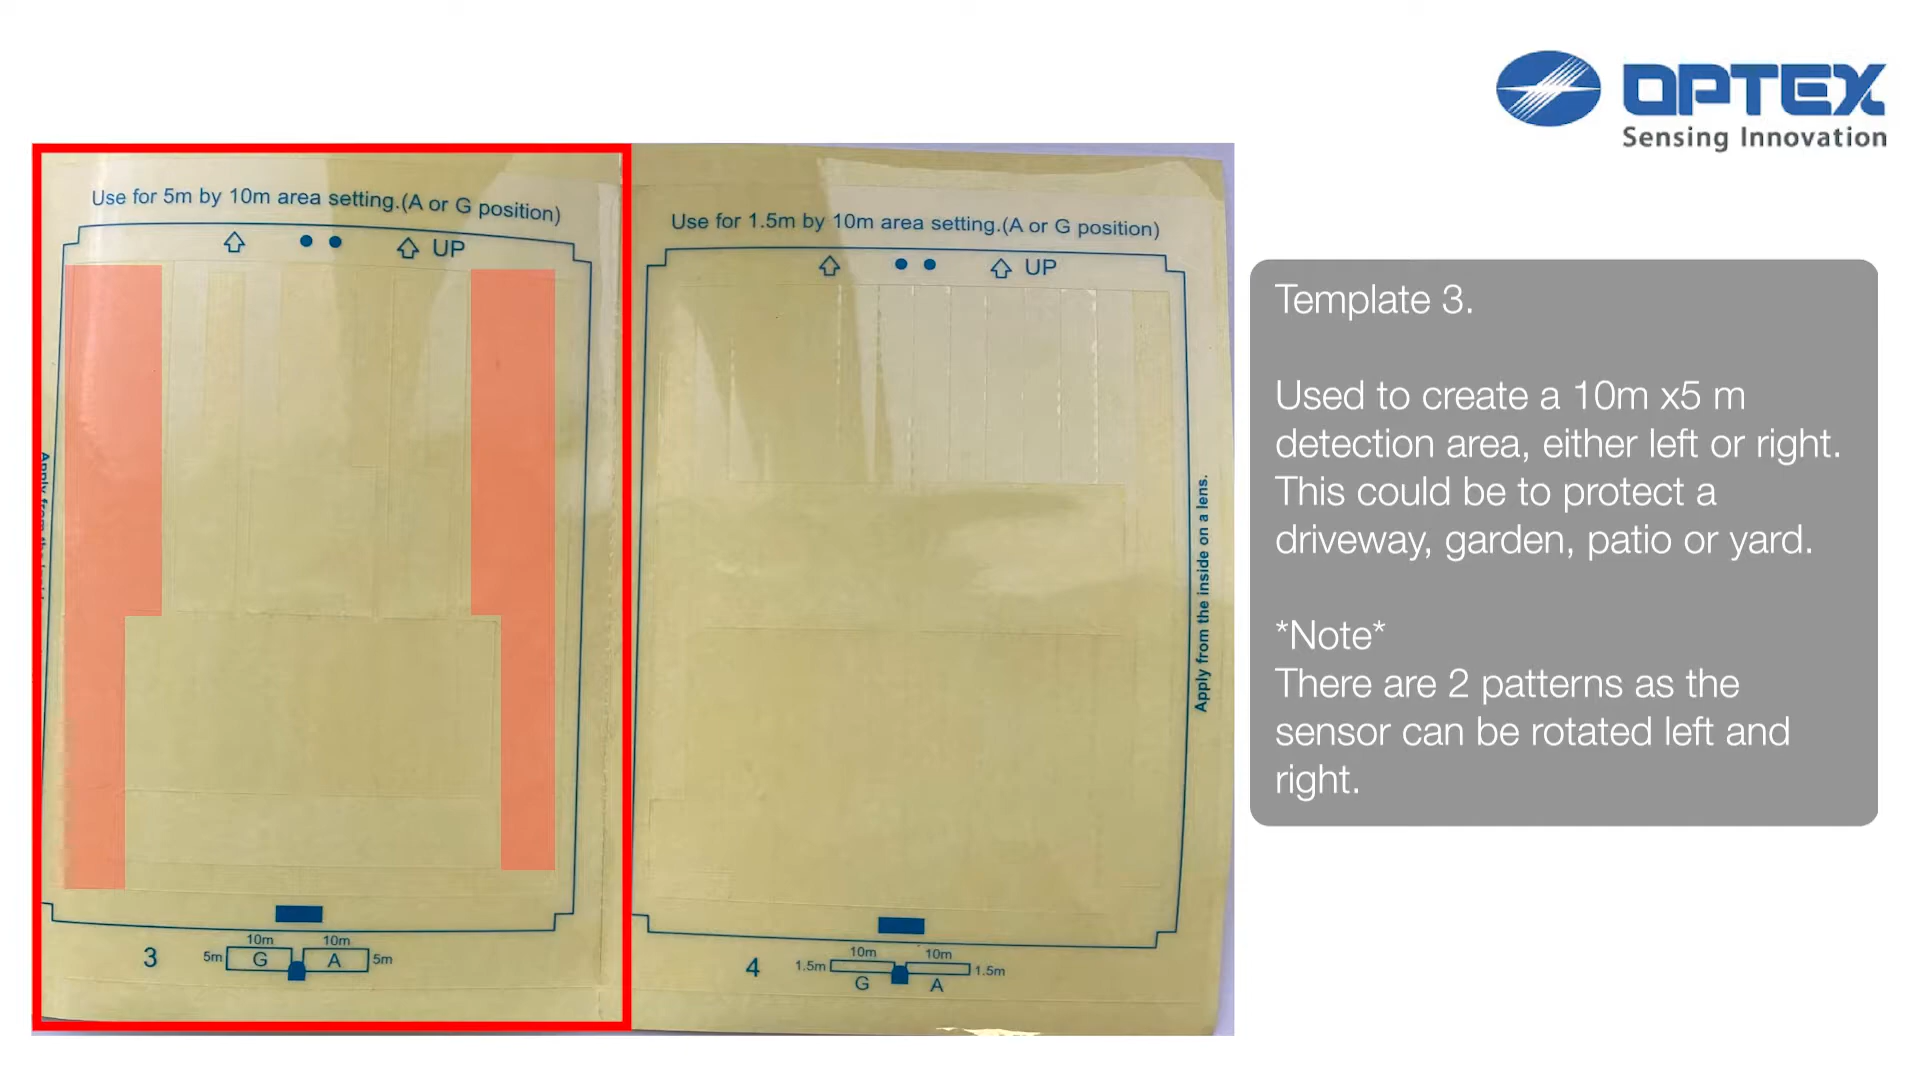 OPTEX
Sensing Innovation
Use for 5m by 10m area setting.(A or G position)
UP
Use for 1.5m by 10m area setting.(A or G position)
UP
Apply from the inside on a lens.
3
10m
10m
5m
G
A
5m
4
10m
10m
1.5m
1.5m
G
A
Template 3.
Used to create a 10m x5 m
detection area, either left or right.
This could be to protect a
driveway, garden, patio or yard.
*Note*
There are 2 patterns as the
sensor can be rotated left and
right.